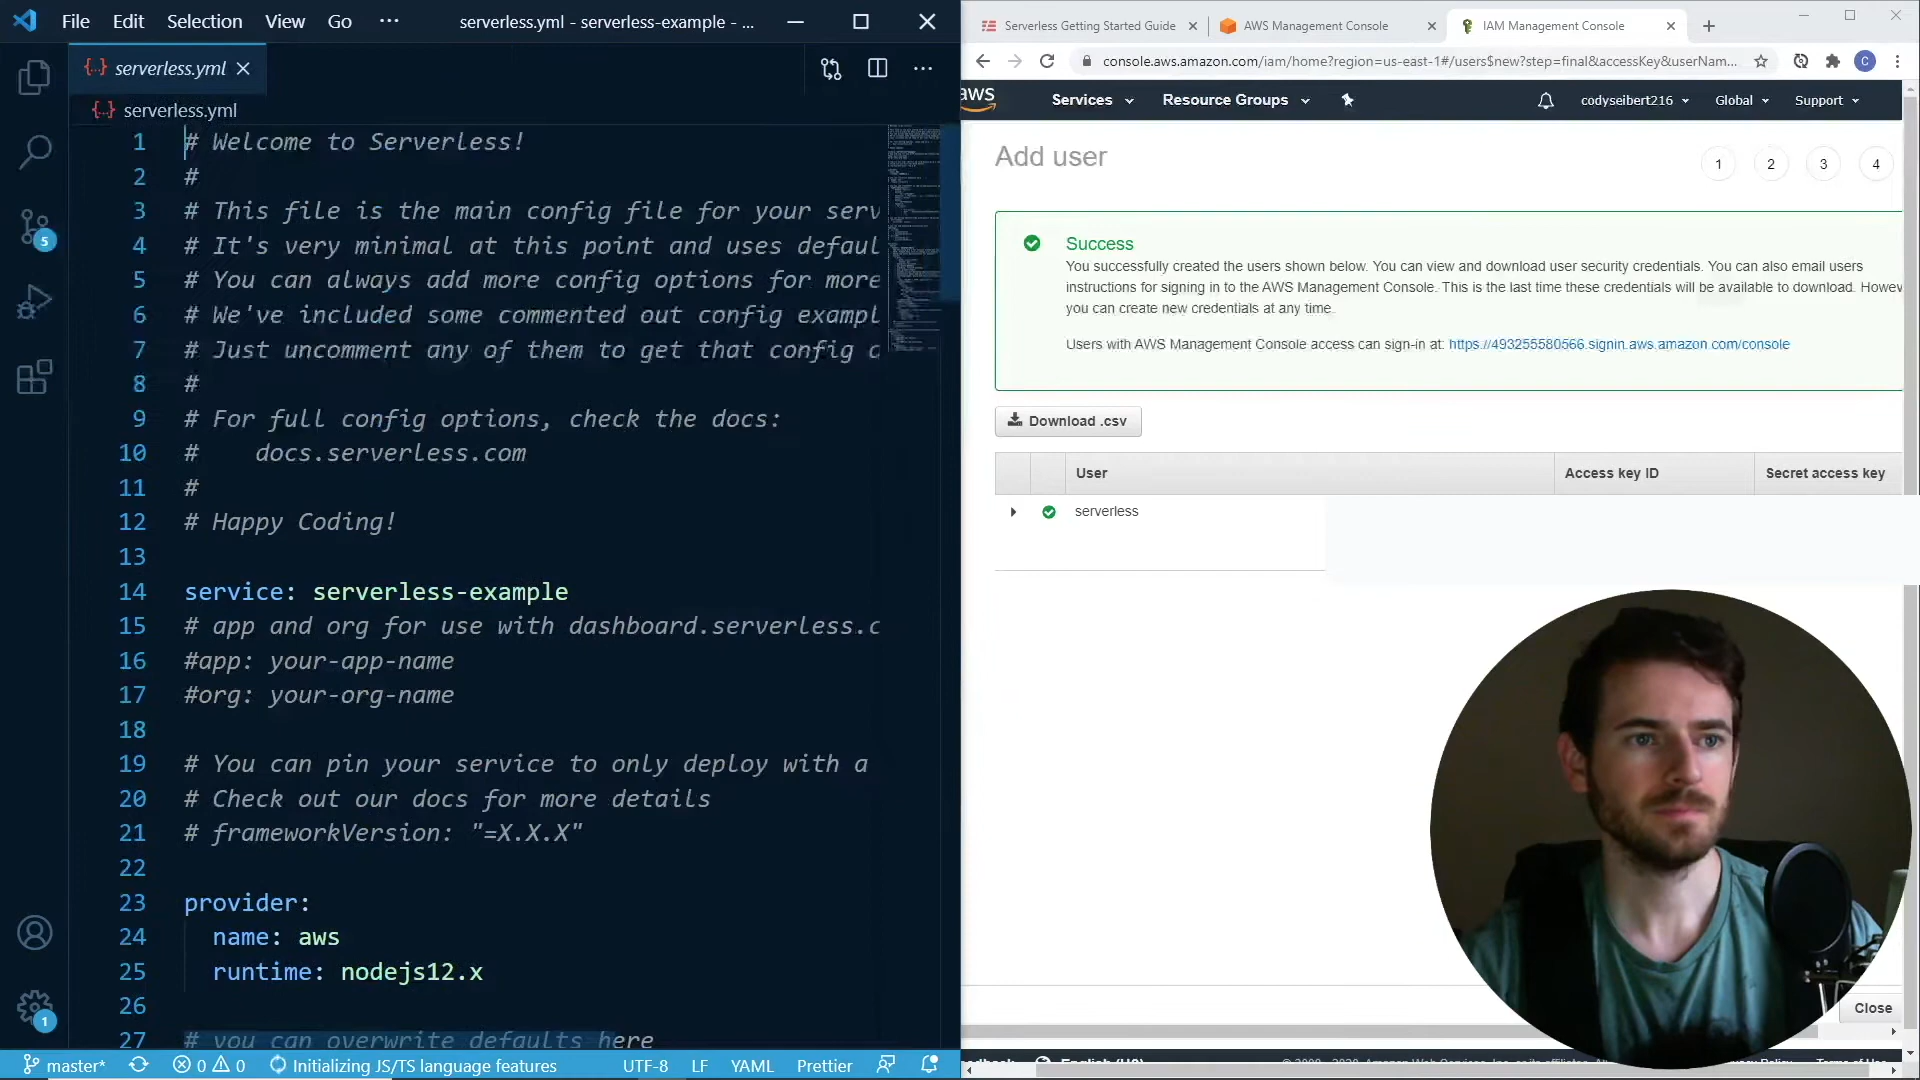 File Edit Selection View Go ··· serverless.yml - serverless-example - ...
serverless.yml
serverless.yml
1 # Welcome to Serverless!
2 #
3 # This file is the main config file for your serv
4 # It's very minimal at this point and uses defaul
5 # You can always add more config options for more
6 # We've included some commented out config exampl
7 # Just uncomment any of them to get that config o
8 #
9 # For full config options, check the docs:
10 #    docs.serverless.com
11 #
12 # Happy Coding!
13
14 service: serverless-example
15 # app and org for use with dashboard.serverless.c
16 #app: your-app-name
17 #org: your-org-name
18
19 # You can pin your service to only deploy with a
20 # Check out our docs for more details
21 # frameworkVersion: "=X.X.X"
22
23 provider:
24   name: aws
25   runtime: nodejs12.x
26
27 # you can overwrite defaults here
5
1
master* 0 0 Initializing JS/TS language features UTF-8 LF YAML Prettier
Serverless Getting Started Guide AWS Management Console IAM Management Console
console.aws.amazon.com/iam/home?region=us-east-1#/users$new?step=final&accessKey&userNam... C
aws Services Resource Groups codyseibert216 Global Support
Add user 1 2 3 4
Success
You successfully created the users shown below. You can view and download user security credentials. You can also email users
instructions for signing in to the AWS Management Console. This is the last time these credentials will be available to download. Howev
you can create new credentials at any time.
Users with AWS Management Console access can sign-in at: https://493255580566.signin.aws.amazon.com/console
Download .csv
User Access key ID Secret access key
serverless
Close
English (US)